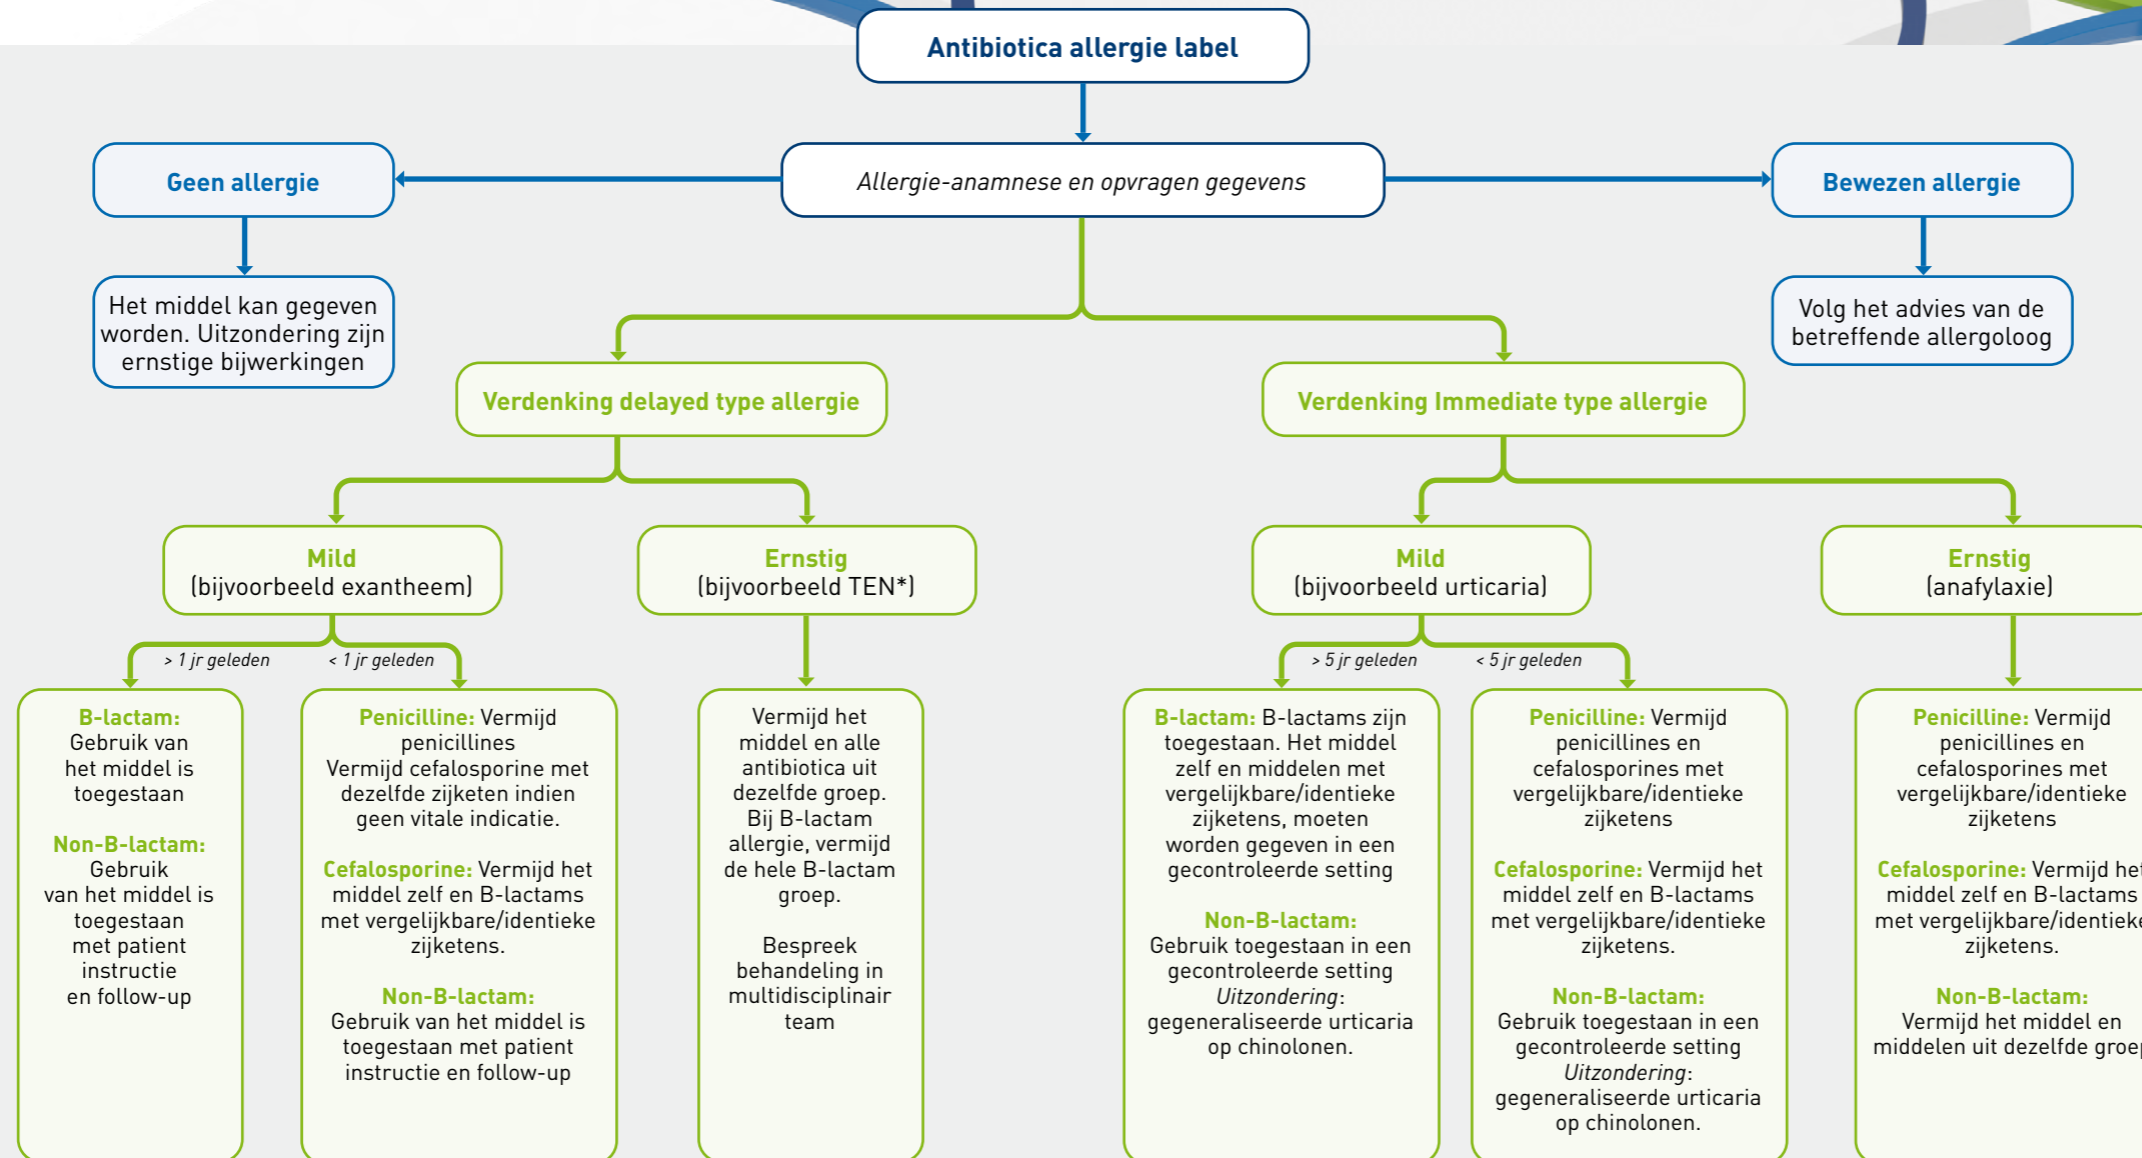 Antibiotica allergie label
Geen allergie
Allergie-anamnese en opvragen gegevens
Bewezen allergie
Het middel kan gegeven
worden. Uitzondering zijn
ernstige bijwerkingen
Volg het advies van de
betreffende allergoloog
Verdenking delayed type allergie
Verdenking Immediate type allergie
Mild
(bijvoorbeeld exantheem)
Ernstig
(bijvoorbeeld TEN*)
Mild
(bijvoorbeeld urticaria)
Ernstig
(anafylaxie)
> 1 jr geleden
< 1 jr geleden
> 5 jr geleden
< 5 jr geleden
B-lactam:
Gebruik van
het middel is
toegestaan
Non-B-lactam:
Gebruik
van het middel is
toegestaan
met patient
instructie
en follow-up
Penicilline: Vermijd
penicillines
Vermijd cefalosporine met
dezelfde zijketen indien
geen vitale indicatie.
Cefalosporine: Vermijd het
middel zelf en B-lactams
met vergelijkbare/identieke
zijketens.
Non-B-lactam:
Gebruik van het middel is
toegestaan met patient
instructie en follow-up
Vermijd het
middel en alle
antibiotica uit
dezelfde groep.
Bij B-lactam
allergie, vermijd
de hele B-lactam
groep.
Bespreek
behandeling in
multidisciplinair
team
B-lactam: B-lactams zijn
toegestaan. Het middel
zelf en middelen met
vergelijkbare/identieke
zijketens, moeten
worden gegeven in een
gecontroleerde setting
Non-B-lactam:
Gebruik toegestaan in een
gecontroleerde setting
Uitzondering:
gegeneraliseerde urticaria
op chinolonen.
Penicilline: Vermijd
penicillines en
cefalosporines met
vergelijkbare/identieke
zijketens
Cefalosporine: Vermijd het
middel zelf en B-lactams
met vergelijkbare/identieke
zijketens.
Non-B-lactam:
Gebruik toegestaan in een
gecontroleerde setting
Uitzondering:
gegeneraliseerde urticaria
op chinolonen.
Penicilline: Vermijd
penicillines en
cefalosporines met
vergelijkbare/identieke
zijketens
Cefalosporine: Vermijd het
middel zelf en B-lactams
met vergelijkbare/identieke
zijketens.
Non-B-lactam:
Vermijd het middel en
middelen uit dezelfde groep